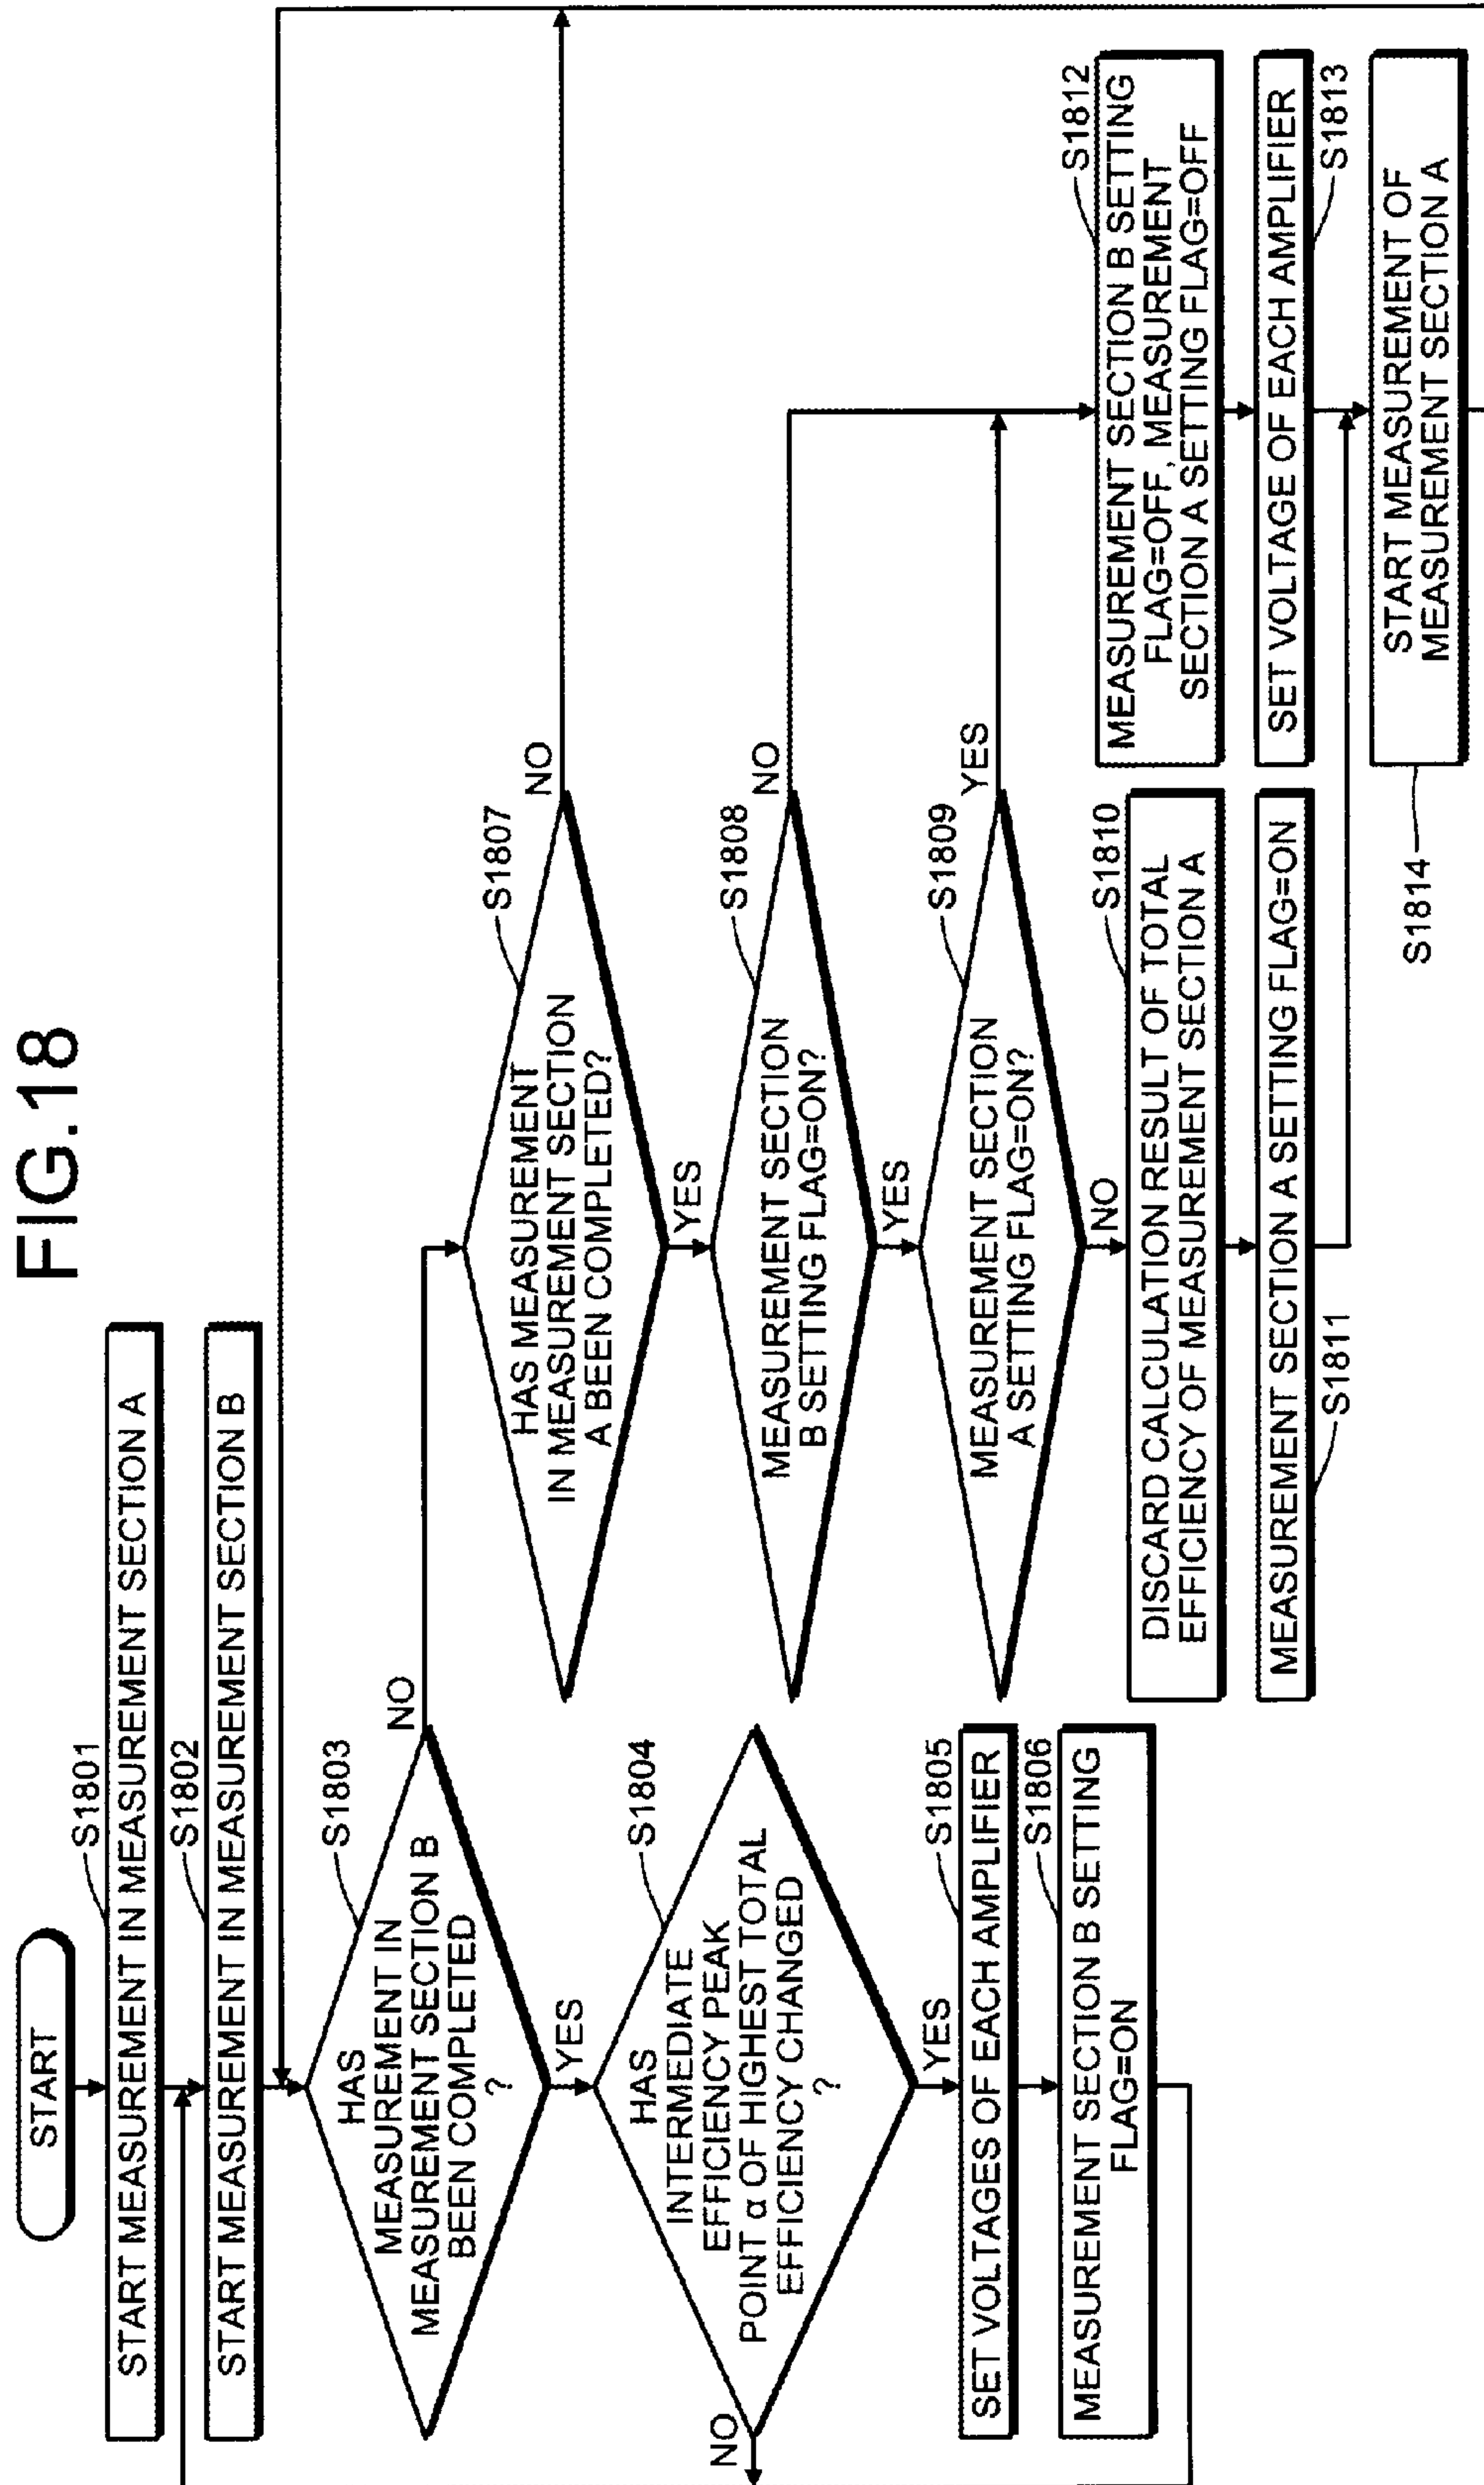 FIG.18
START
S1801
START MEASUREMENT IN MEASUREMENT SECTION A
S1802
START MEASUREMENT IN MEASUREMENT SECTION B
S1803
HAS
MEASUREMENT IN
MEASUREMENT SECTION B
BEEN COMPLETED
?
NO
YES
S1804
HAS
INTERMEDIATE
EFFICIENCY PEAK
POINT α OF HIGHEST TOTAL
EFFICIENCY CHANGED
?
NO
YES
S1805
SET VOLTAGES OF EACH AMPLIFIER
S1806
MEASUREMENT SECTION B SETTING
FLAG=ON
S1807
HAS MEASUREMENT
IN MEASUREMENT SECTION
A BEEN COMPLETED?
NO
YES
S1808
MEASUREMENT SECTION
B SETTING FLAG=ON?
NO
YES
S1809
MEASUREMENT SECTION
A SETTING FLAG=ON?
YES
NO
S1810
DISCARD CALCULATION RESULT OF TOTAL
EFFICIENCY OF MEASUREMENT SECTION A
MEASUREMENT SECTION A SETTING FLAG=ON
S1811
S1812
MEASUREMENT SECTION B SETTING
FLAG=OFF, MEASUREMENT
SECTION A SETTING FLAG=OFF
SET VOLTAGE OF EACH AMPLIFIER
S1813
START MEASUREMENT OF
MEASUREMENT SECTION A
S1814